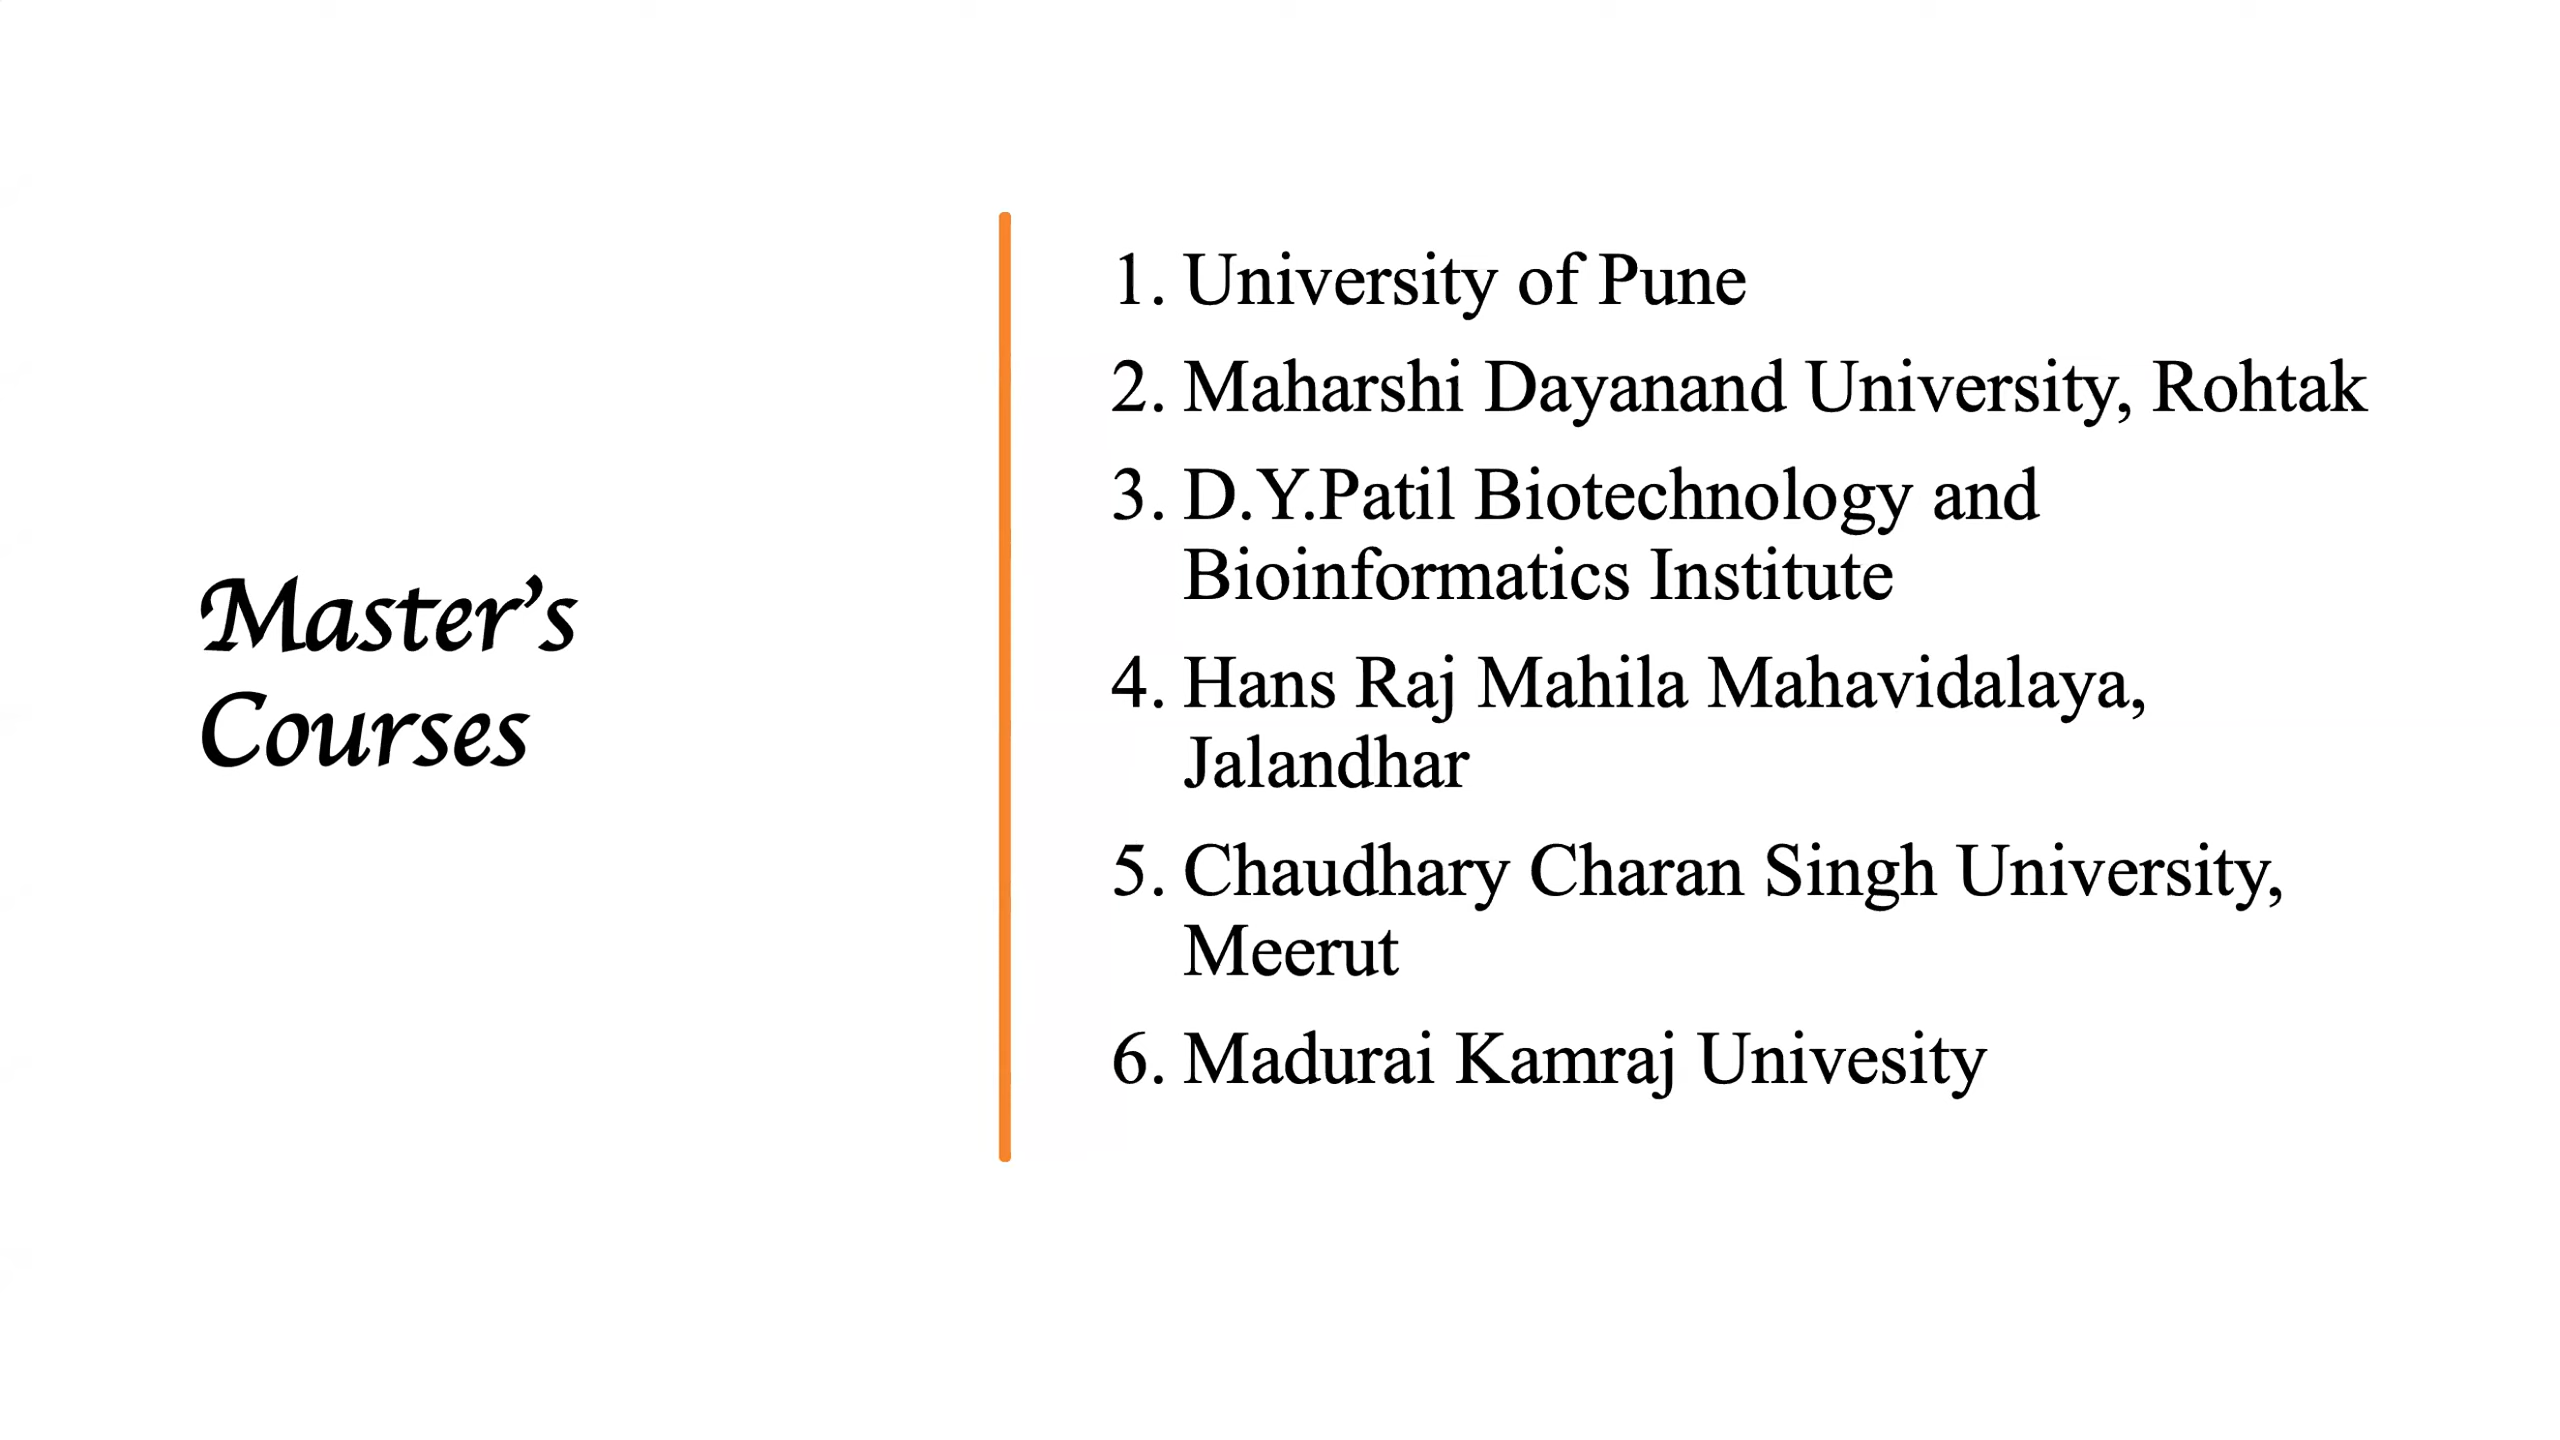 Master's
Courses
1. University of Pune
2. Maharshi Dayanand University, Rohtak
3. D.Y.Patil Biotechnology and
Bioinformatics Institute
4. Hans Raj Mahila Mahavidalaya,
Jalandhar
5. Chaudhary Charan Singh University,
Meerut
6. Madurai Kamraj Univesity